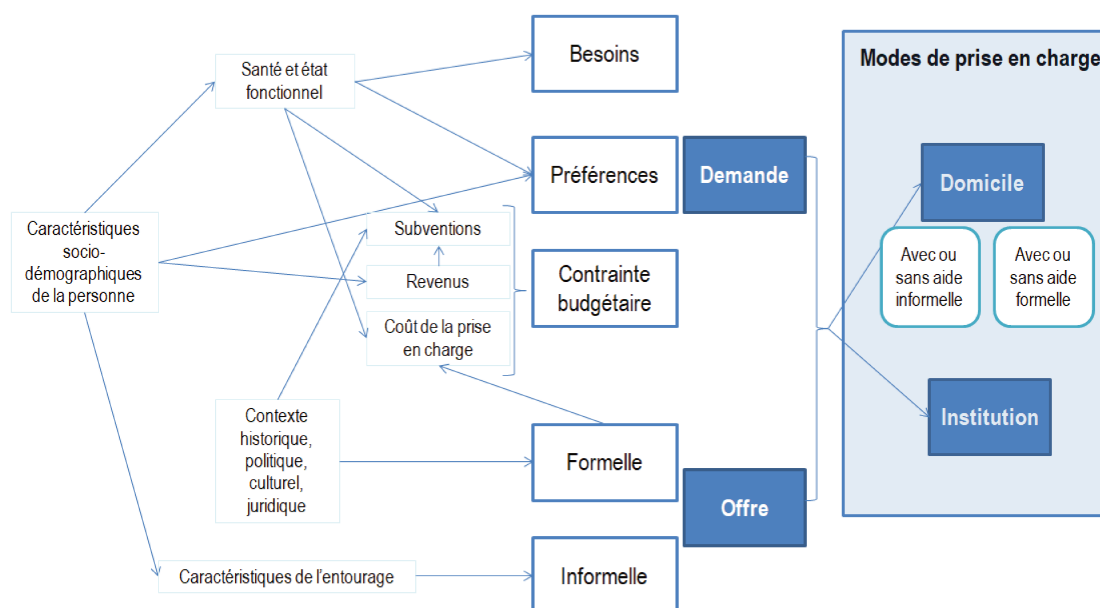 Santé et état
fonctionnel
Besoins
Modes de prise en charge
Préférences
Demande
Domicile
Caractéristiques
socio-
démographiques
de la personne
Subventions
Revenus
Coût de la prise
en charge
Contrainte
budgétaire
Avec ou
sans aide
informelle
Avec ou
sans aide
formelle
Contexte
historique,
politique,
culturel,
juridique
Formelle
Offre
Institution
Caractéristiques de l'entourage
Informelle